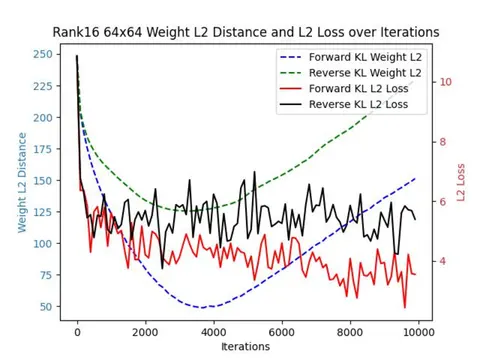 Rank16 64x64 Weight L2 Distance and L2 Loss over Iterations
Forward KL Weight L2
Reverse KL Weight L2
Forward KL L2 Loss
Reverse KL L2 Loss
Weight L2 Distance
250
225
200
175
150
125
100
75
50
10
8
6
4
L2 Loss
0
2000
4000
6000
8000
10000
Iterations